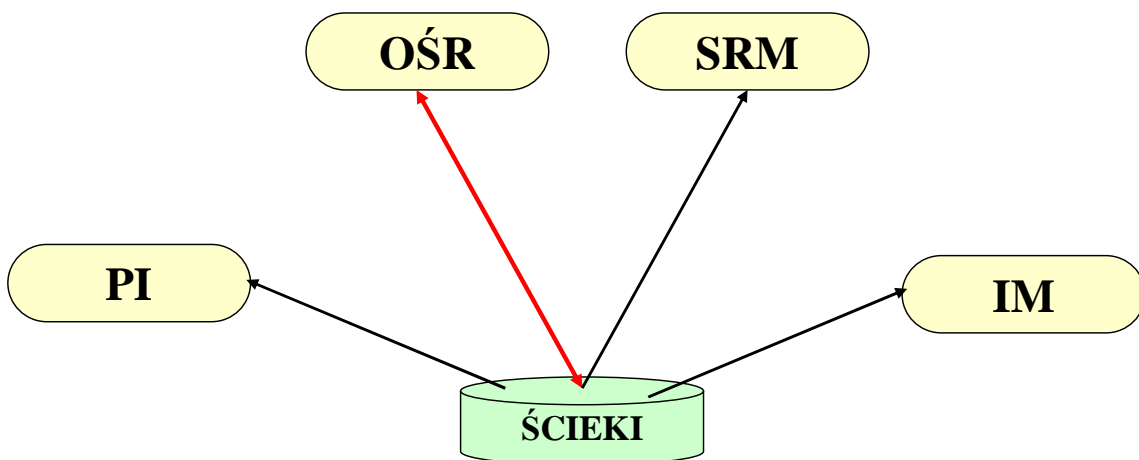 OŚR
SRM
PI
IM
ŚCIEKI